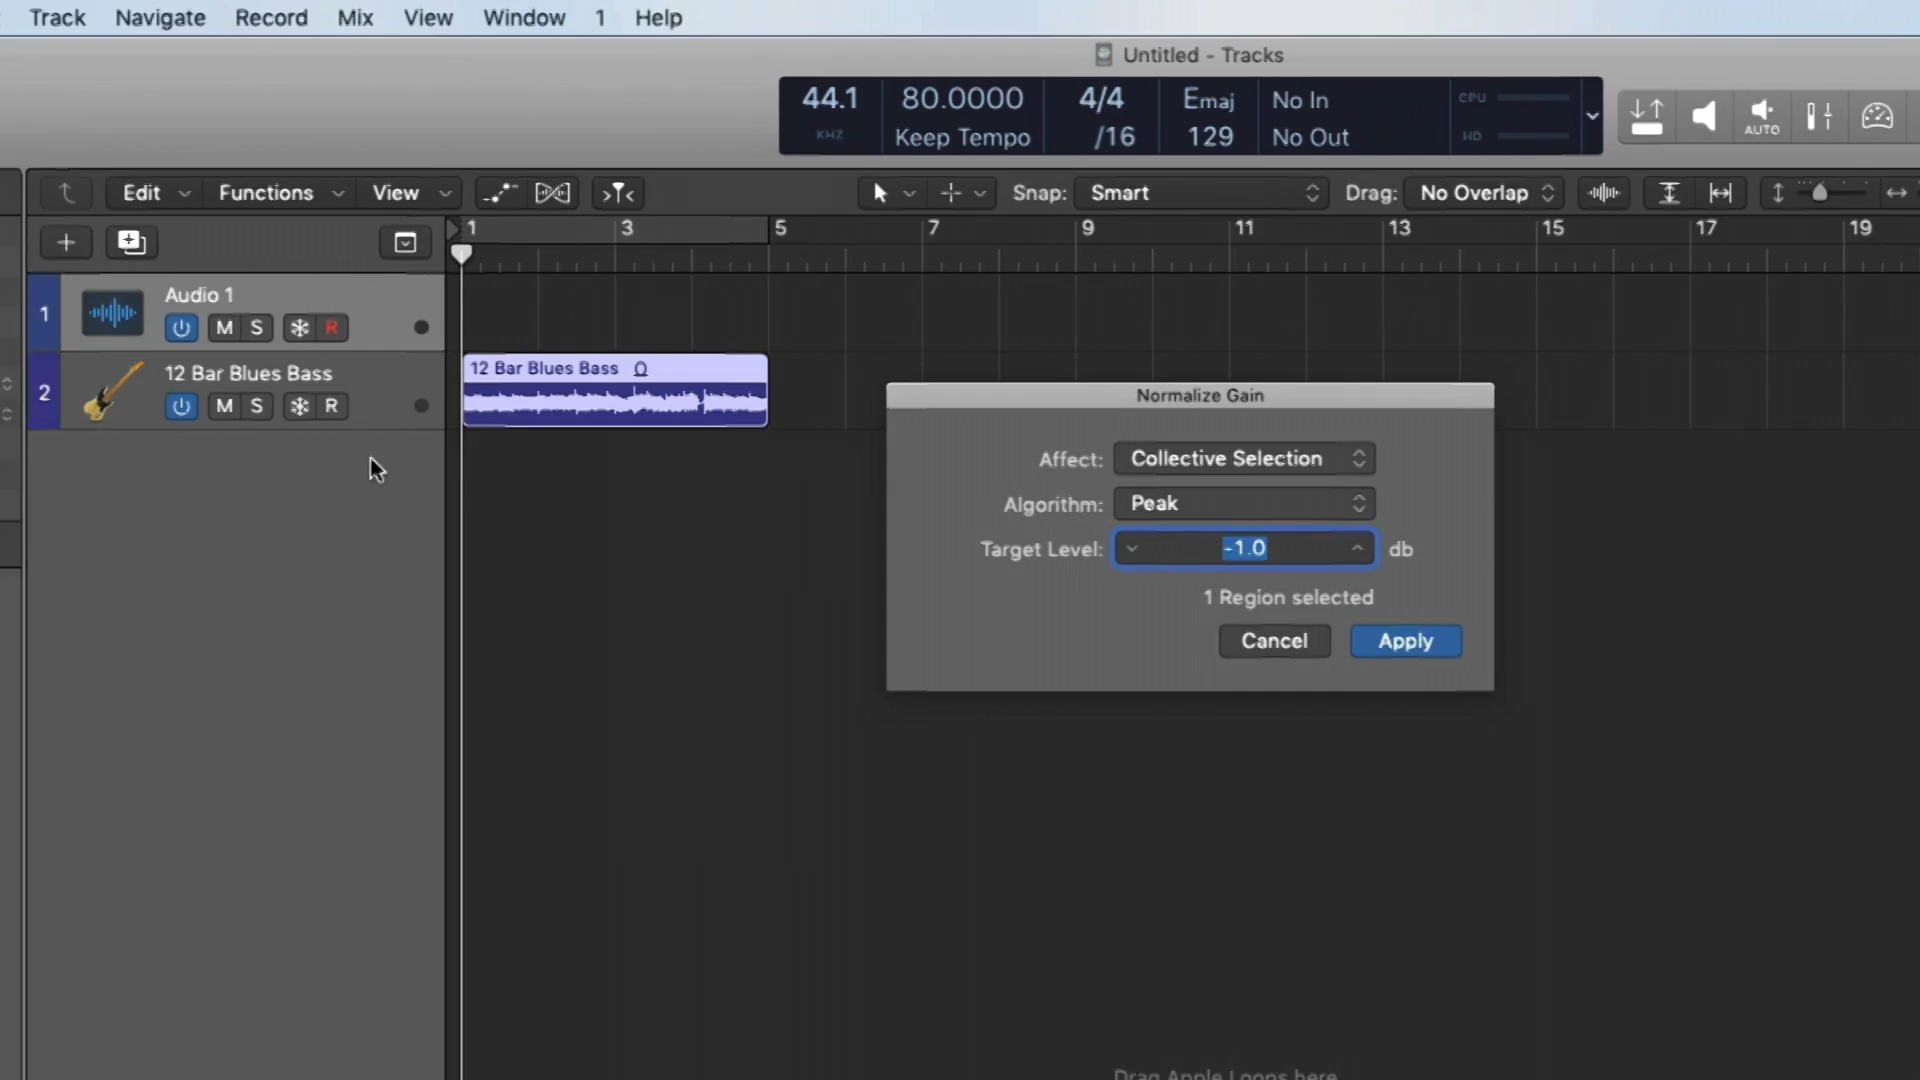 Track Navigate Record Mix View Window 1 Help
Untitled - Tracks
44.1 80.0000 4/4 Emaj No In CPU
KHZ Keep Tempo /16 129 No Out HD
AUTO
Edit Functions View Snap: Smart Drag: No Overlap
1 3 5 7 9 11 13 15 17 19
1 Audio 1
M S R
2 12 Bar Blues Bass
M S R
12 Bar Blues Bass
Normalize Gain
Affect: Collective Selection
Algorithm: Peak
Target Level: -1.0 db
1 Region selected
Cancel Apply
Drag Apple Loops here